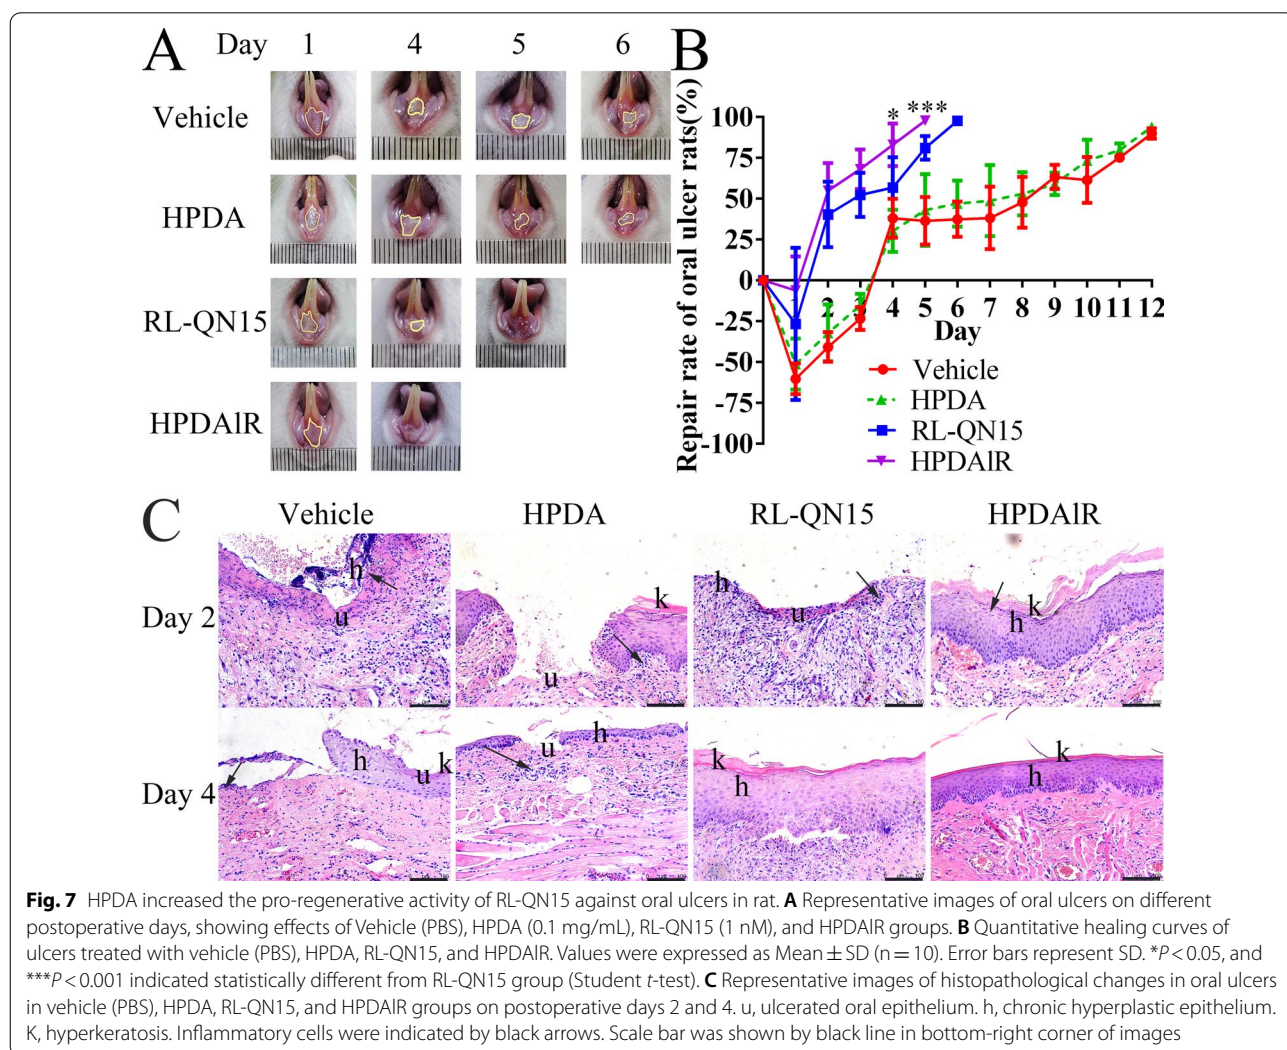 A
Day 1 4 5 6
Vehicle
HPDA
RL-QN15
HPDAlR
B
Repair rate of oral ulcer rats(%)
100
75
50
25
0
-25
-50
-75
-100
* ***
2 4 5 6 7 8 9 10 11 12
Day
Vehicle
HPDA
RL-QN15
HPDAlR
C
Vehicle HPDA RL-QN15 HPDAlR
Day 2
h
u
k
u
h
u
k
h
Day 4
h
u
k
h
u
k
h
h
Fig. 7 HPDA increased the pro-regenerative activity of RL-QN15 against oral ulcers in rat. A Representative images of oral ulcers on different
postoperative days, showing effects of Vehicle (PBS), HPDA (0.1 mg/mL), RL-QN15 (1 nM), and HPDAlR groups. B Quantitative healing curves of
ulcers treated with vehicle (PBS), HPDA, RL-QN15, and HPDAlR. Values were expressed as Mean ± SD (n = 10). Error bars represent SD. *P < 0.05, and
***P < 0.001 indicated statistically different from RL-QN15 group (Student t-test). C Representative images of histopathological changes in oral ulcers
in vehicle (PBS), HPDA, RL-QN15, and HPDAlR groups on postoperative days 2 and 4. u, ulcerated oral epithelium. h, chronic hyperplastic epithelium.
K, hyperkeratosis. Inflammatory cells were indicated by black arrows. Scale bar was shown by black line in bottom-right corner of images